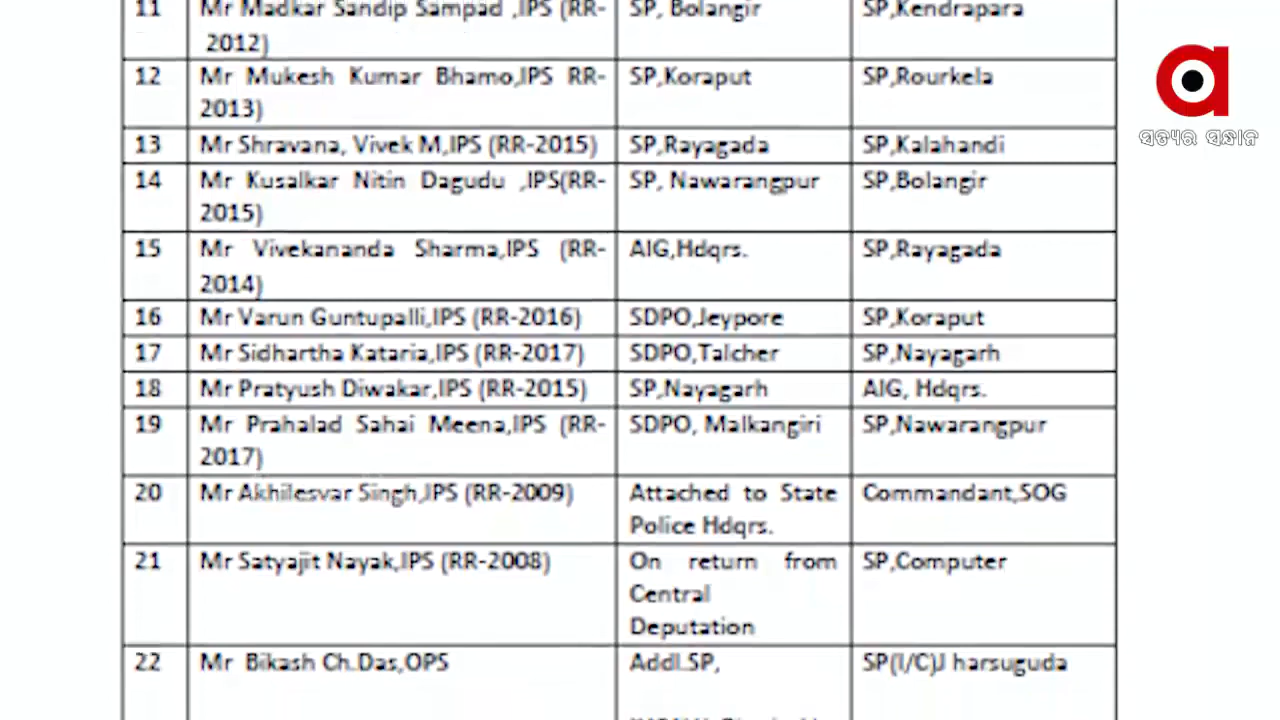 11 Mr Madkar Sandip Sampad ,IPS (RR- SP, Bolangir SP,Kendrapara
2012)
12 Mr Mukesh Kumar Bhamo,IPS RR- SP,Koraput SP,Rourkela
2013)
13 Mr Shravana, Vivek M,IPS (RR-2015) SP,Rayagada SP,Kalahandi
14 Mr Kusalkar Nitin Dagudu ,IPS(RR- SP, Nawarangpur SP,Bolangir
2015)
15 Mr Vivekananda Sharma,IPS (RR- AIG,Hdqrs. SP,Rayagada
2014)
16 Mr Varun Guntupalli,IPS (RR-2016) SDPO,Jeypore SP,Koraput
17 Mr Sidhartha Kataria,IPS (RR-2017) SDPO,Talcher SP,Nayagarh
18 Mr Pratyush Diwakar,IPS (RR-2015) SP,Nayagarh AIG, Hdqrs.
19 Mr Prahalad Sahai Meena,IPS (RR- SDPO, Malkangiri SP,Nawarangpur
2017)
20 Mr Akhilesvar Singh,IPS (RR-2009) Attached to State Commandant,SOG
Police Hdqrs.
21 Mr Satyajit Nayak,IPS (RR-2008) On return from SP,Computer
Central
Deputation
22 Mr Bikash Ch.Das,OPS Addl.SP, SP(I/C)J harsuguda
ସତ୍ୟର ସନ୍ଧାନ